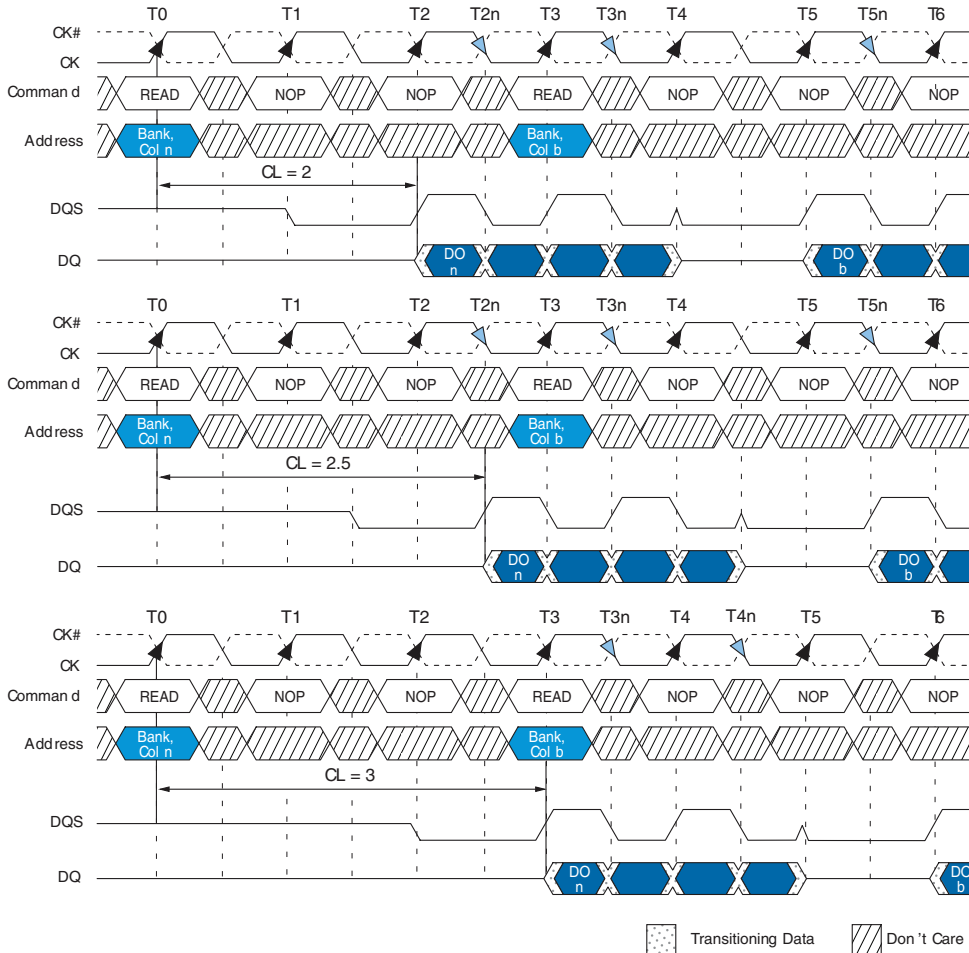 T0 T1 T2 T2n T3 T3n T4 T5 T5n T6
CK#
CK
Command READ NOP NOP READ NOP NOP NOP
Address Bank, Col n Bank, Col b
CL = 2
DQS
DQ DO n DO b
T0 T1 T2 T2n T3 T3n T4 T5 T5n T6
CK#
CK
Command READ NOP NOP READ NOP NOP NOP
Address Bank, Col n Bank, Col b
CL = 2.5
DQS
DQ DO n DO b
T0 T1 T2 T3 T3n T4 T4n T5 T6
CK#
CK
Command READ NOP NOP READ NOP NOP NOP
Address Bank, Col n Bank, Col b
CL = 3
DQS
DQ DO n DO b
Transitioning Data Don't Care